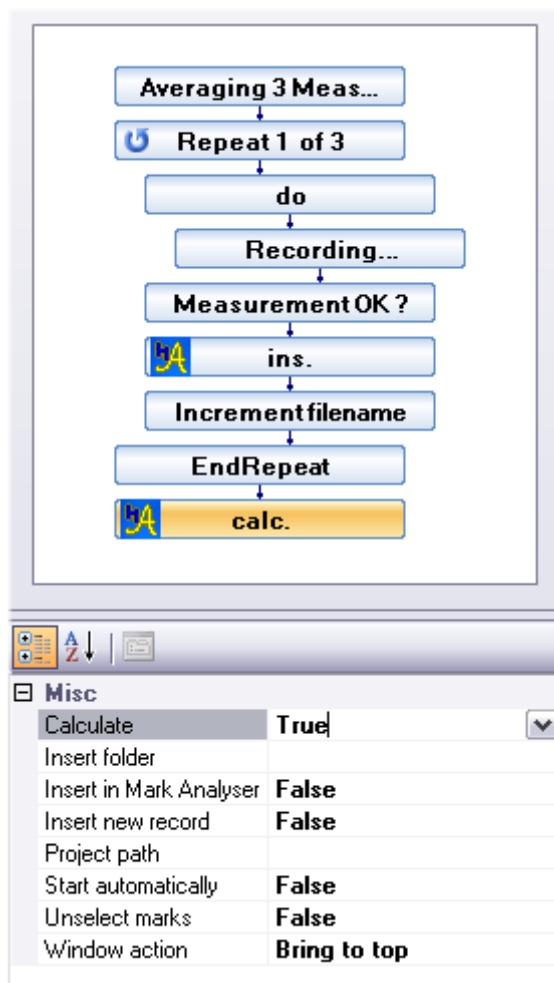 Averaging 3 Meas...
Repeat 1 of 3
do
Recording...
Measurement OK ?
ins.
Increment filename
EndRepeat
calc.
Misc
Calculate True
Insert folder
Insert in Mark Analyser False
Insert new record False
Project path
Start automatically False
Unselect marks False
Window action Bring to top